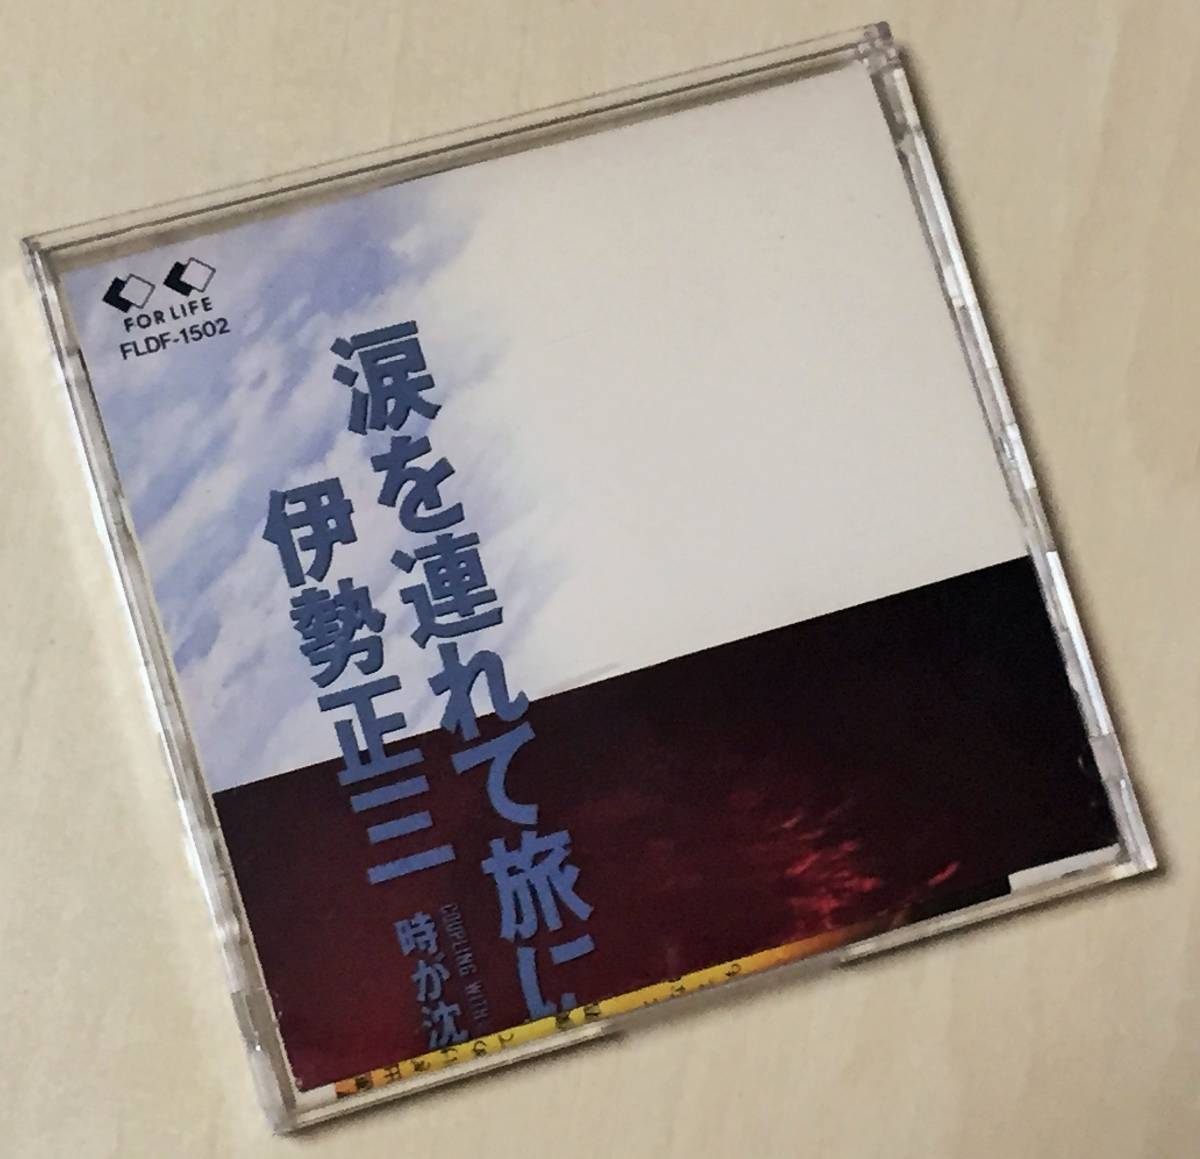 FOR LIFE
FLDF-1502
涙を連れて旅に
伊勢正三
COUPLING WITH
時が沈